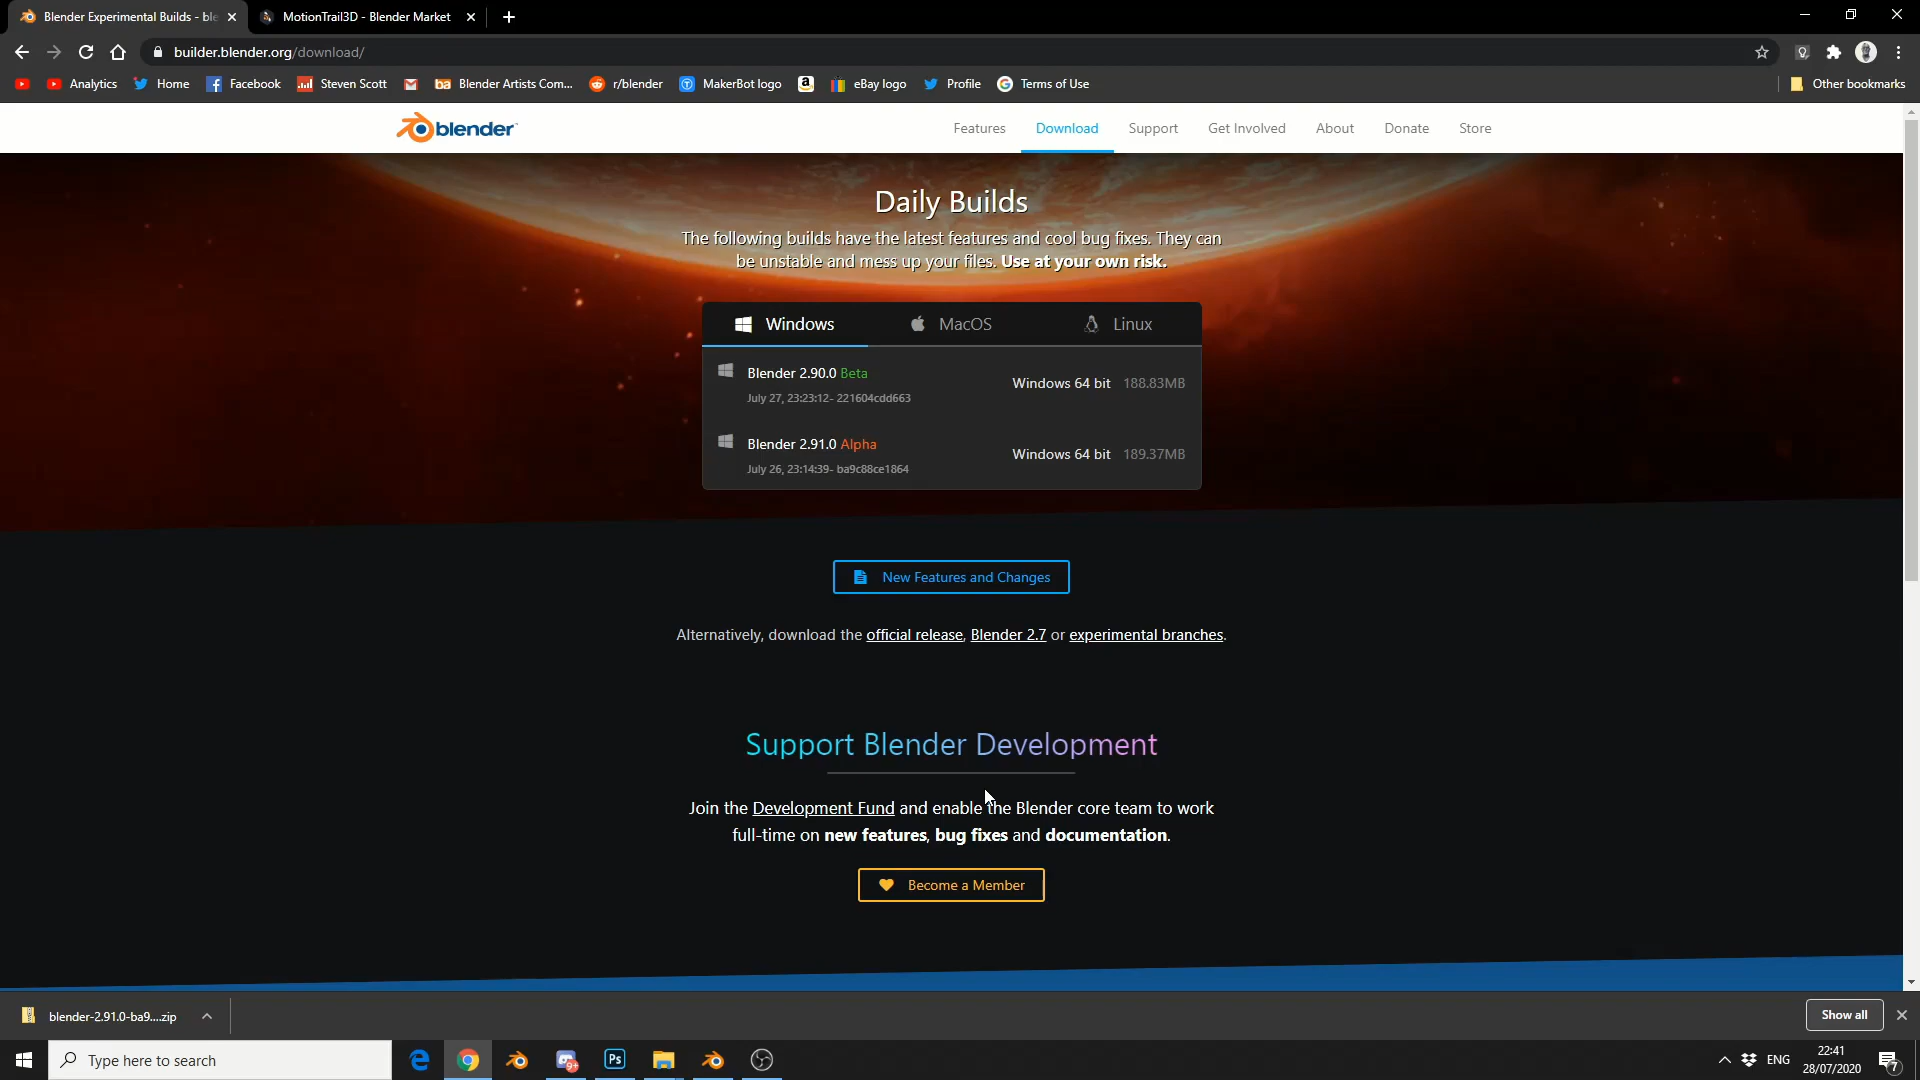 Blender Experimental Builds - ble
MotionTrail3D - Blender Market
builder.blender.org/download/
Analytics
Home
Facebook
Steven Scott
ba
Blender Artists Com...
r/blender
MakerBot logo
eBay logo
Profile
Terms of Use
Other bookmarks
blender
Features
Download
Support
Get Involved
About
Donate
Store
Daily Builds
The following builds have the latest features and cool bug fixes. They can
be unstable and mess up your files. Use at your own risk.
Windows
MacOS
Linux
Blender 2.90.0 Beta
Windows 64 bit 188.83MB
July 27, 23:23:12- 221604cdd663
Blender 2.91.0 Alpha
Windows 64 bit 189.37MB
July 26, 23:14:39- ba9c88ce1864
New Features and Changes
Alternatively, download the official release, Blender 2.7 or experimental branches.
Support Blender Development
Join the Development Fund and enable the Blender core team to work
full-time on new features, bug fixes and documentation.
Become a Member
blender-2.91.0-ba9....zip
Show all
Type here to search
9+
Ps
ENG
22:41
28/07/2020
7